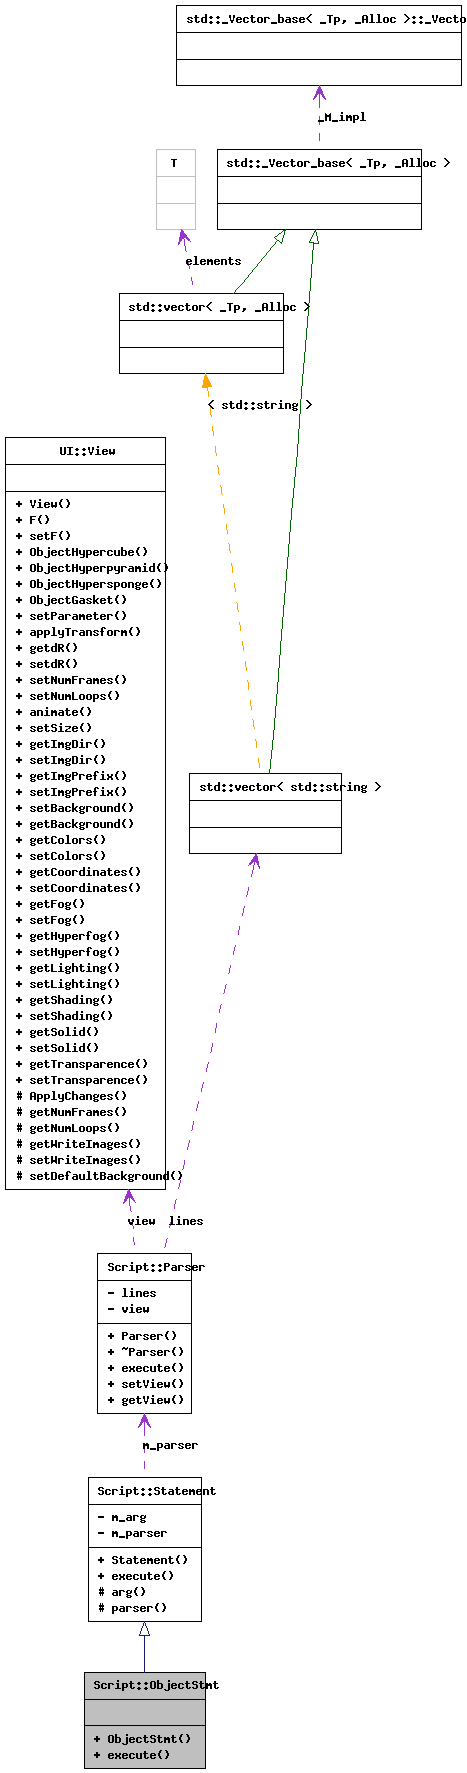 std::_Vector_base< _Tp, _Alloc >::_Vecto
_M_impl
T
std::_Vector_base< _Tp, _Alloc >
elements
std::vector< _Tp, _Alloc >
< std::string >
UI::View
+ View()
+ F()
+ setF()
+ ObjectHypercube()
+ ObjectHyperpyramid()
+ ObjectHypersponge()
+ ObjectGasket()
+ setParameter()
+ applyTransform()
+ getdR()
+ setdR()
+ setNumFrames()
+ setNumLoops()
+ animate()
+ setSize()
+ getImgDir()
+ setImgDir()
+ getImgPrefix()
+ setImgPrefix()
+ setBackground()
+ getBackground()
+ getColors()
+ setColors()
+ getCoordinates()
+ setCoordinates()
+ getFog()
+ setFog()
+ getHyperfog()
+ setHyperfog()
+ getLighting()
+ setLighting()
+ getShading()
+ setShading()
+ getSolid()
+ setSolid()
+ getTransparence()
+ setTransparence()
# ApplyChanges()
# getNumFrames()
# getNumLoops()
# getWriteImages()
# setWriteImages()
# setDefaultBackground()
std::vector< std::string >
view
lines
Script::Parser
- lines
- view
+ Parser()
+ ~Parser()
+ execute()
+ setView()
+ getView()
m_parser
Script::Statement
- m_arg
- m_parser
+ Statement()
+ execute()
# arg()
# parser()
Script::ObjectStmt
+ ObjectStmt()
+ execute()